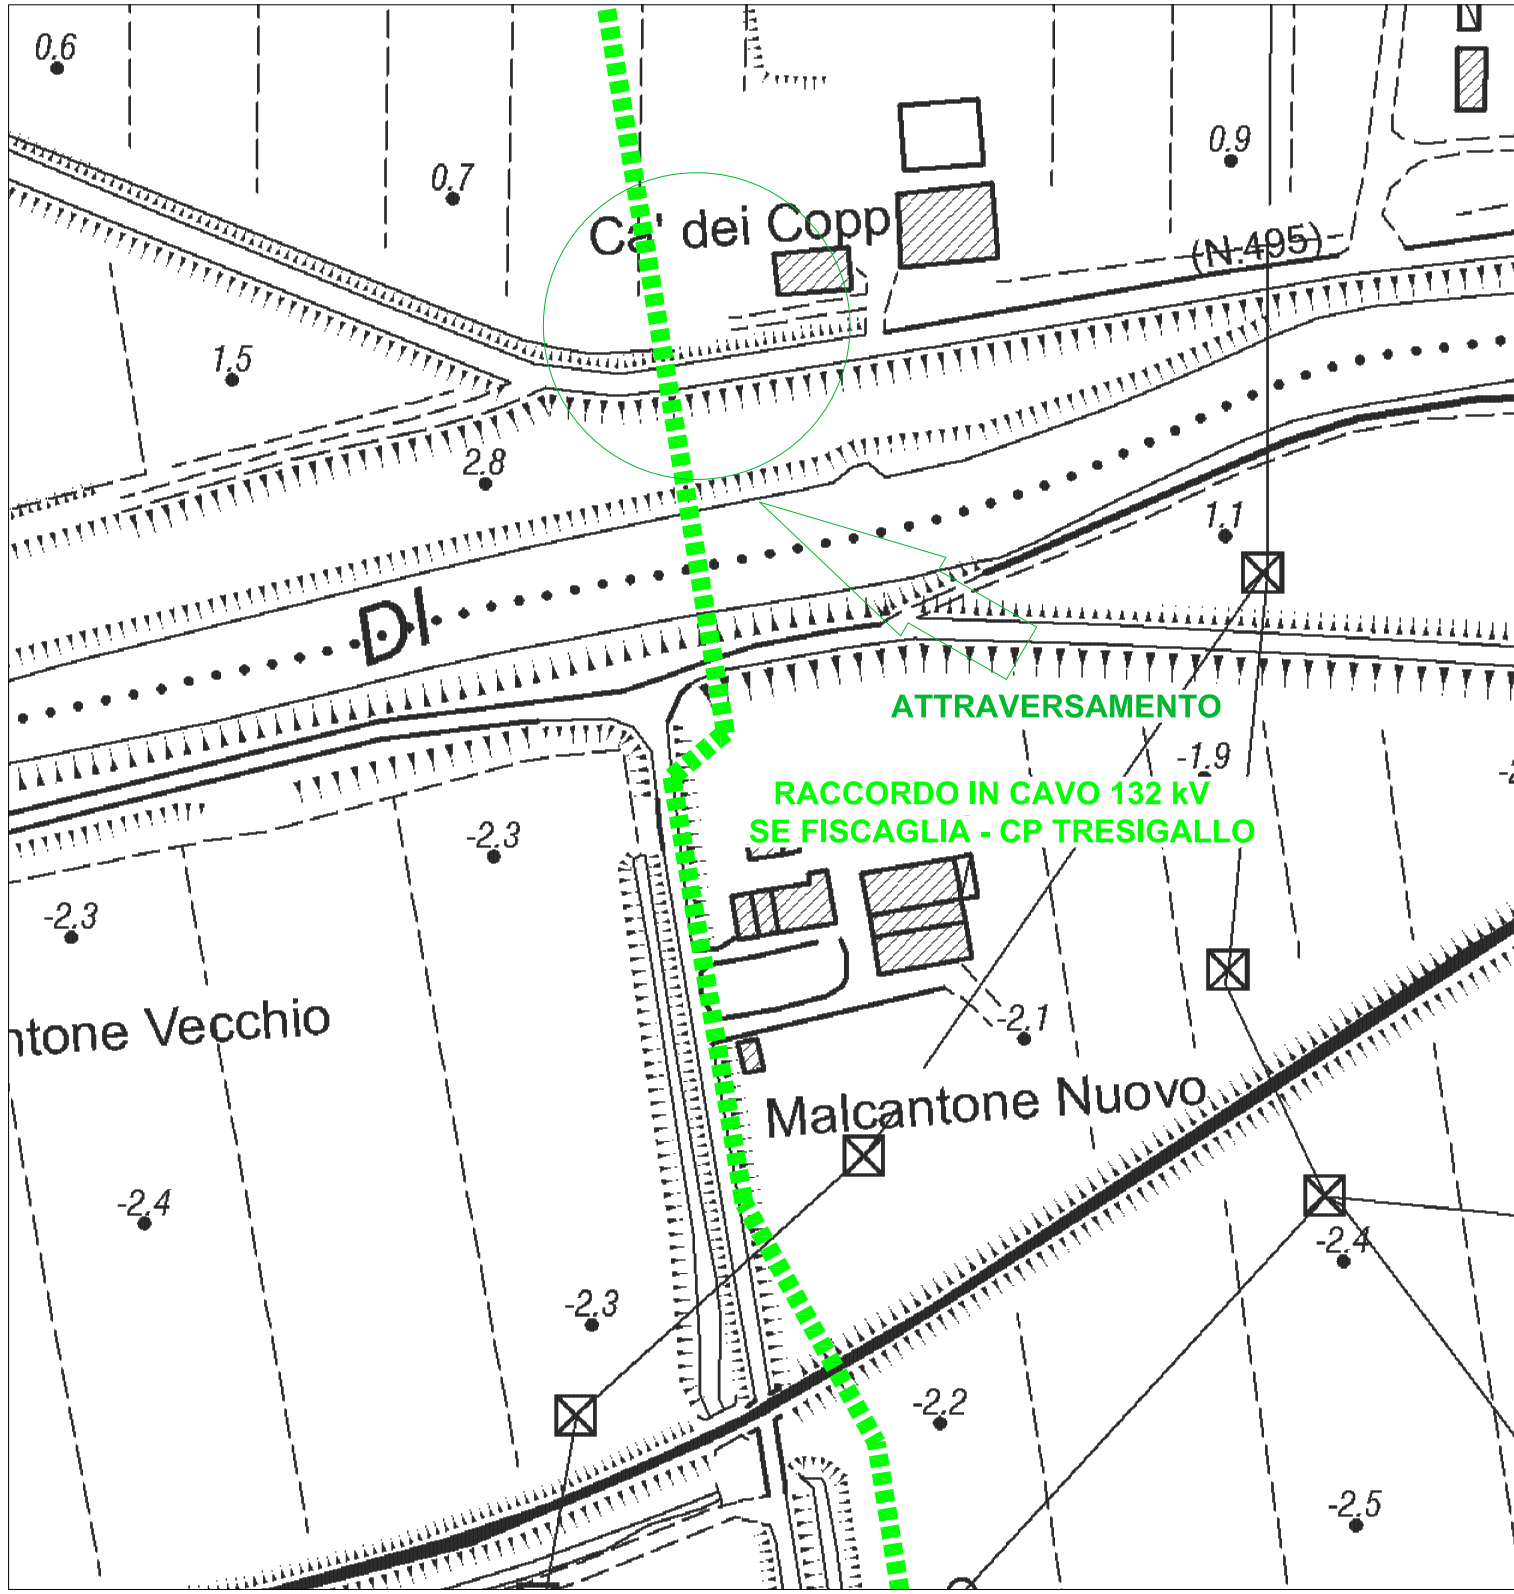 0.6
0.7
0.9
Ca' dei Copp
(N.495)
1.5
2.8
1.1
DI
ATTRAVERSAMENTO
-1.9
RACCORDO IN CAVO 132 kV
SE FISCAGLIA - CP TRESIGALLO
-2.3
-2.3
ntone Vecchio
-2.1
Malcantone Nuovo
-2.4
-2.4
-2.3
-2.2
-2.5